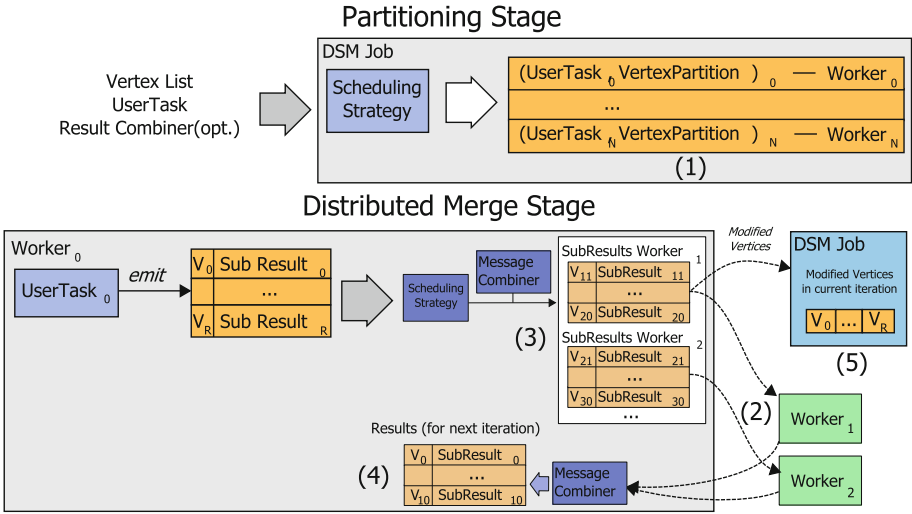 Partitioning Stage
DSM Job
Vertex List
UserTask
Result Combiner(opt.)
Scheduling
Strategy
(UserTask 0, VertexPartition ) 0 — Worker 0
...
(UserTask N, VertexPartition ) N — Worker N
(1)
Distributed Merge Stage
Worker 0
UserTask 0
emit
V0 Sub Result 0
...
VR Sub Result R
Scheduling
Strategy
Message
Combiner
(3)
SubResults Worker 1
V11 SubResult 11
...
V20 SubResult 20
SubResults Worker 2
V21 SubResult 21
...
V30 SubResult 30
...
Modified
Vertices
DSM Job
Modified Vertices
in current iteration
V0 ... VR
(5)
(2)
Worker 1
Worker 2
Results (for next iteration)
(4)
V0 SubResult 0
...
V10 SubResult 10
Message
Combiner